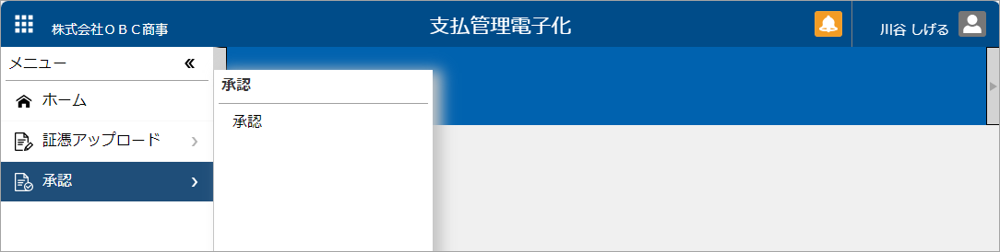 株式会社ＯＢＣ商事
支払管理電子化
川谷 しげる
メニュー
ホーム
証憑アップロード
承認
承認
承認